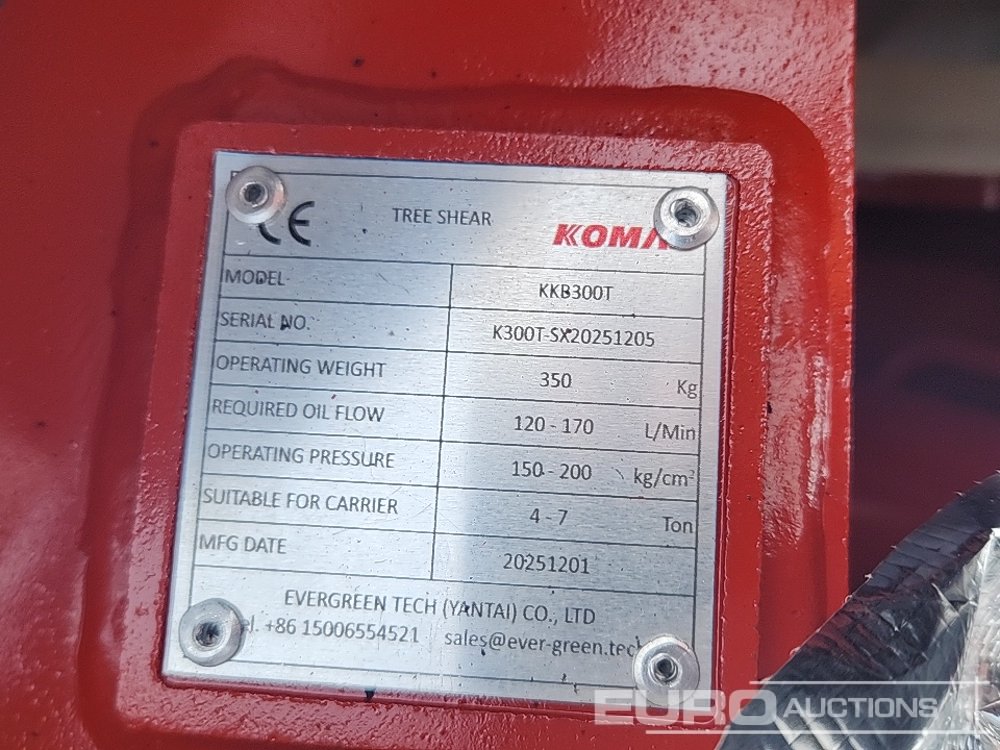 CE TREE SHEAR KOMA
MODEL KKB300T
SERIAL NO. K300T-SX20251205
OPERATING WEIGHT 350 Kg
REQUIRED OIL FLOW 120 - 170 L/Min
OPERATING PRESSURE 150 - 200 kg/cm²
SUITABLE FOR CARRIER 4 - 7 Ton
MFG DATE 20251201
EVERGREEN TECH (YANTAI) CO., LTD
el. +86 15006554521 sales@ever-green.tech
EURO AUCTIONS